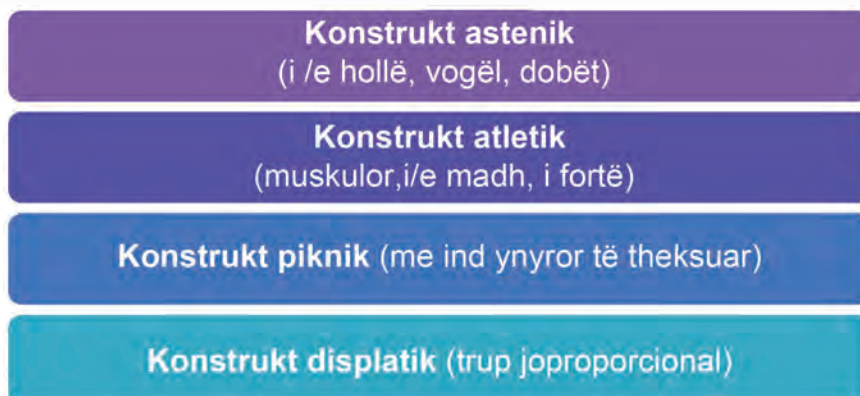 Konstrukt astenik
(i /e hollë, vogël, dobët)
Konstrukt atletik
(muskulor,i/e madh, i fortë)
Konstrukt piknik (me ind ynyror të theksuar)
Konstrukt displatik (trup joproporcional)